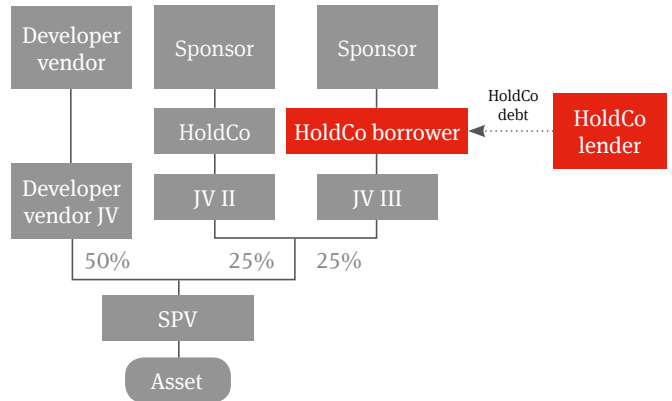 Developer
vendor
Sponsor
Sponsor
HoldCo
HoldCo borrower
HoldCo
debt
HoldCo
lender
Developer
vendor JV
JV II
JV III
50%
25%
25%
SPV
Asset